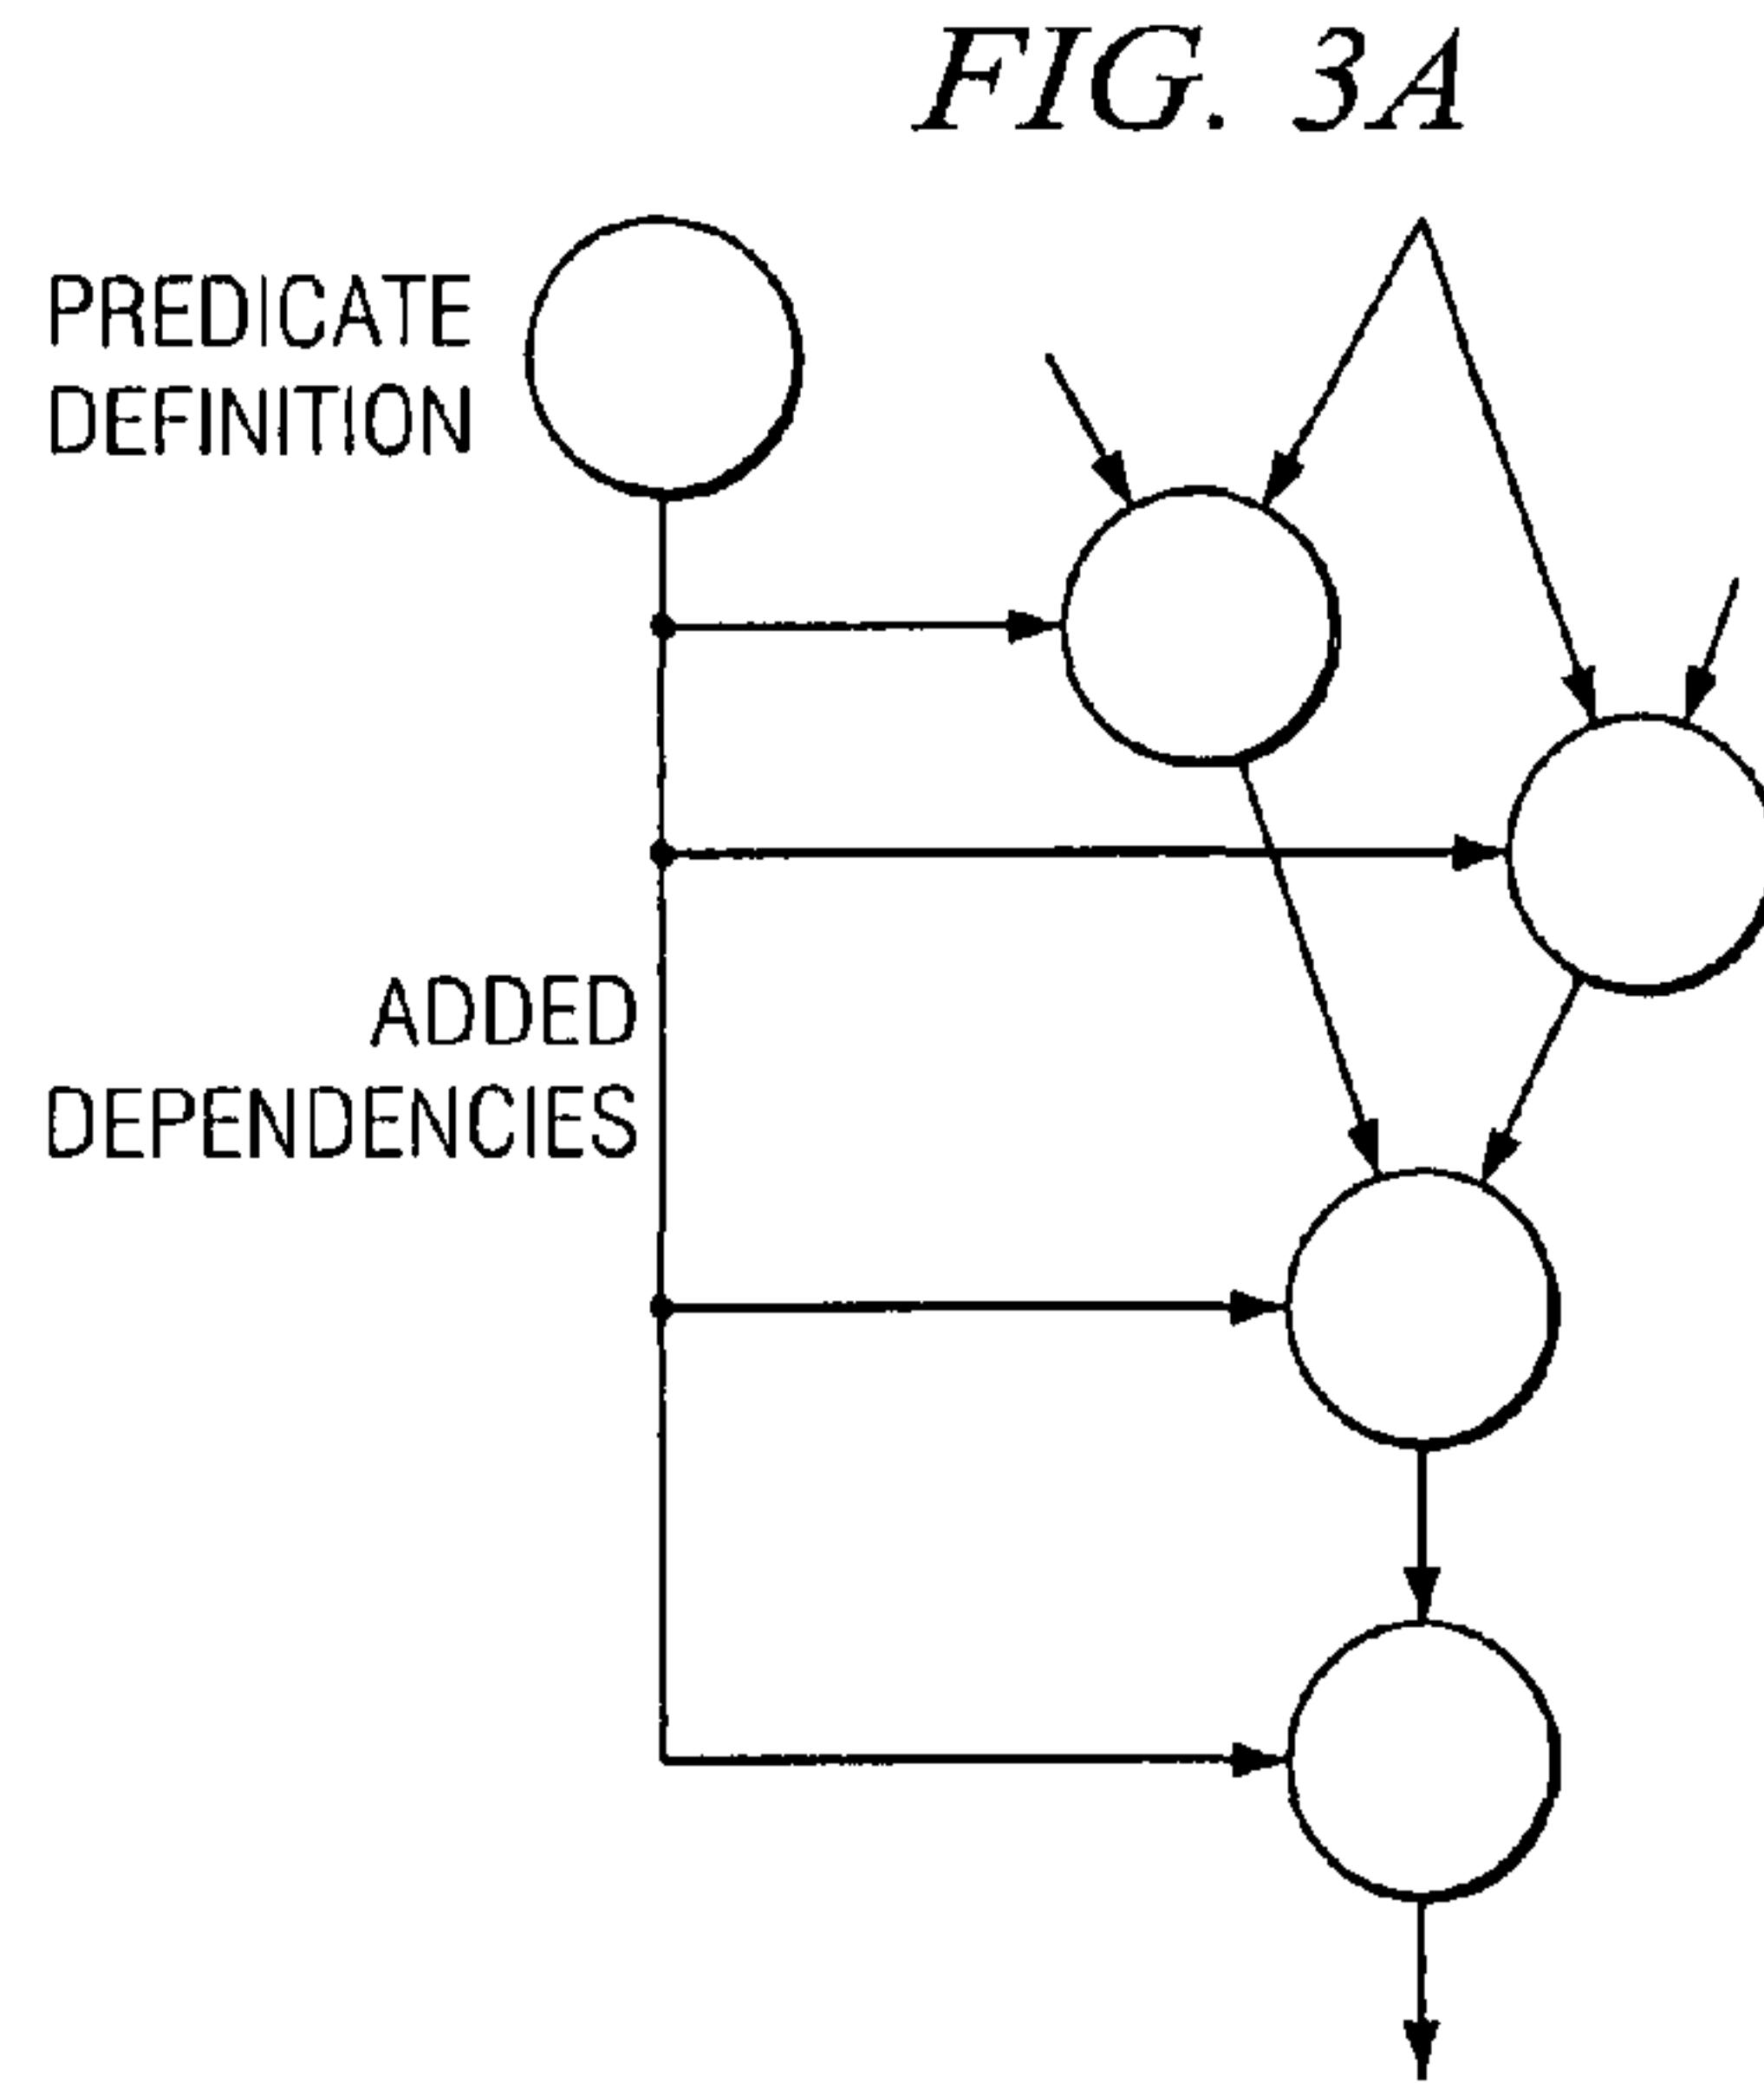 FIG. 3A
PREDICATE
DEFINITION
ADDED
DEPENDENCIES